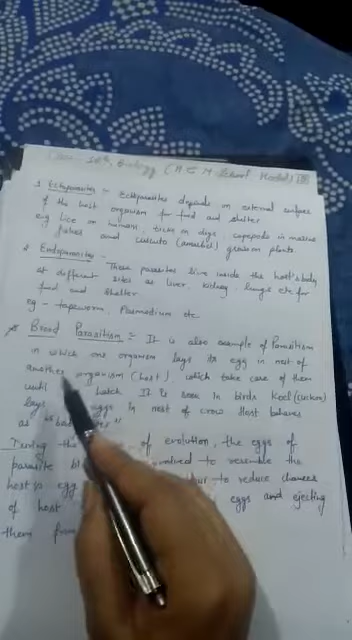 Class - 12th Biology (H C M School Model)
1 Ectoparasites :- Ectoparasites depends on external surface
of the host organism for food and shelter
eg lice on humans, ticks on dogs, copepods in marine
fishes and cuscuta (amarbel) grows on plants
2 Endoparasites :- These parasites live inside the host's body
at different sites as liver, kidney, lungs etc for
food and shelter
eg - tapeworm, Plasmodium etc
Brood Parasitism = It is also example of Parasitism
in which one organism lays its egg in nest of
another organism (host), which take care of them
until hatch It is seen in birds Koel (cuckoo)
lays eggs in nest of crow Host behaves
as
the of evolution, the eggs of
parasite evolved to resemble the
host's egg to reduce chances
of host eggs and ejecting
them from